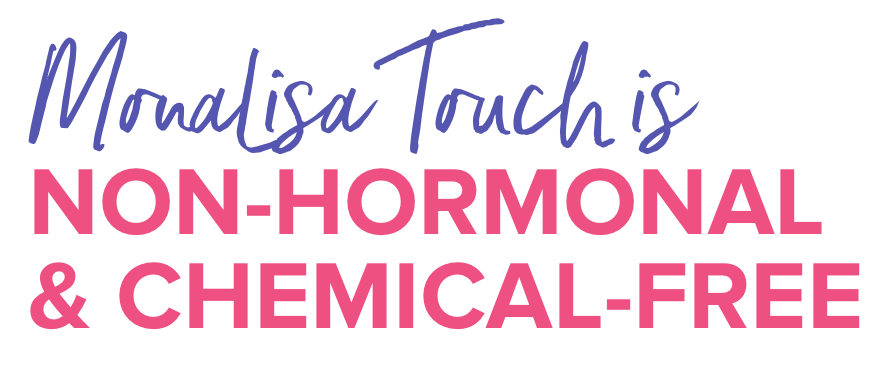 MonaLisa Touch is
NON-HORMONAL
& CHEMICAL-FREE